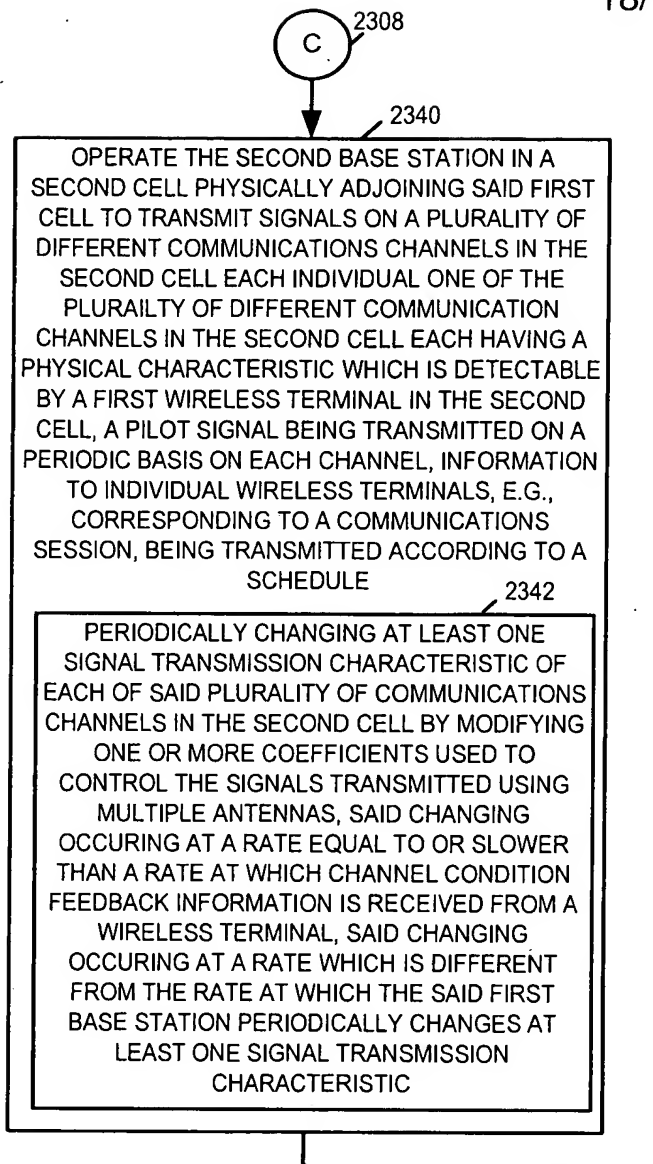 18/
C
2308
2340
OPERATE THE SECOND BASE STATION IN A
SECOND CELL PHYSICALLY ADJOINING SAID FIRST
CELL TO TRANSMIT SIGNALS ON A PLURALITY OF
DIFFERENT COMMUNICATIONS CHANNELS IN THE
SECOND CELL EACH INDIVIDUAL ONE OF THE
PLURAILTY OF DIFFERENT COMMUNICATION
CHANNELS IN THE SECOND CELL EACH HAVING A
PHYSICAL CHARACTERISTIC WHICH IS DETECTABLE
BY A FIRST WIRELESS TERMINAL IN THE SECOND
CELL, A PILOT SIGNAL BEING TRANSMITTED ON A
PERIODIC BASIS ON EACH CHANNEL, INFORMATION
TO INDIVIDUAL WIRELESS TERMINALS, E.G.,
CORRESPONDING TO A COMMUNICATIONS
SESSION, BEING TRANSMITTED ACCORDING TO A
SCHEDULE
2342
PERIODICALLY CHANGING AT LEAST ONE
SIGNAL TRANSMISSION CHARACTERISTIC OF
EACH OF SAID PLURALITY OF COMMUNICATIONS
CHANNELS IN THE SECOND CELL BY MODIFYING
ONE OR MORE COEFFICIENTS USED TO
CONTROL THE SIGNALS TRANSMITTED USING
MULTIPLE ANTENNAS, SAID CHANGING
OCCURING AT A RATE EQUAL TO OR SLOWER
THAN A RATE AT WHICH CHANNEL CONDITION
FEEDBACK INFORMATION IS RECEIVED FROM A
WIRELESS TERMINAL, SAID CHANGING
OCCURING AT A RATE WHICH IS DIFFERENT
FROM THE RATE AT WHICH THE SAID FIRST
BASE STATION PERIODICALLY CHANGES AT
LEAST ONE SIGNAL TRANSMISSION
CHARACTERISTIC